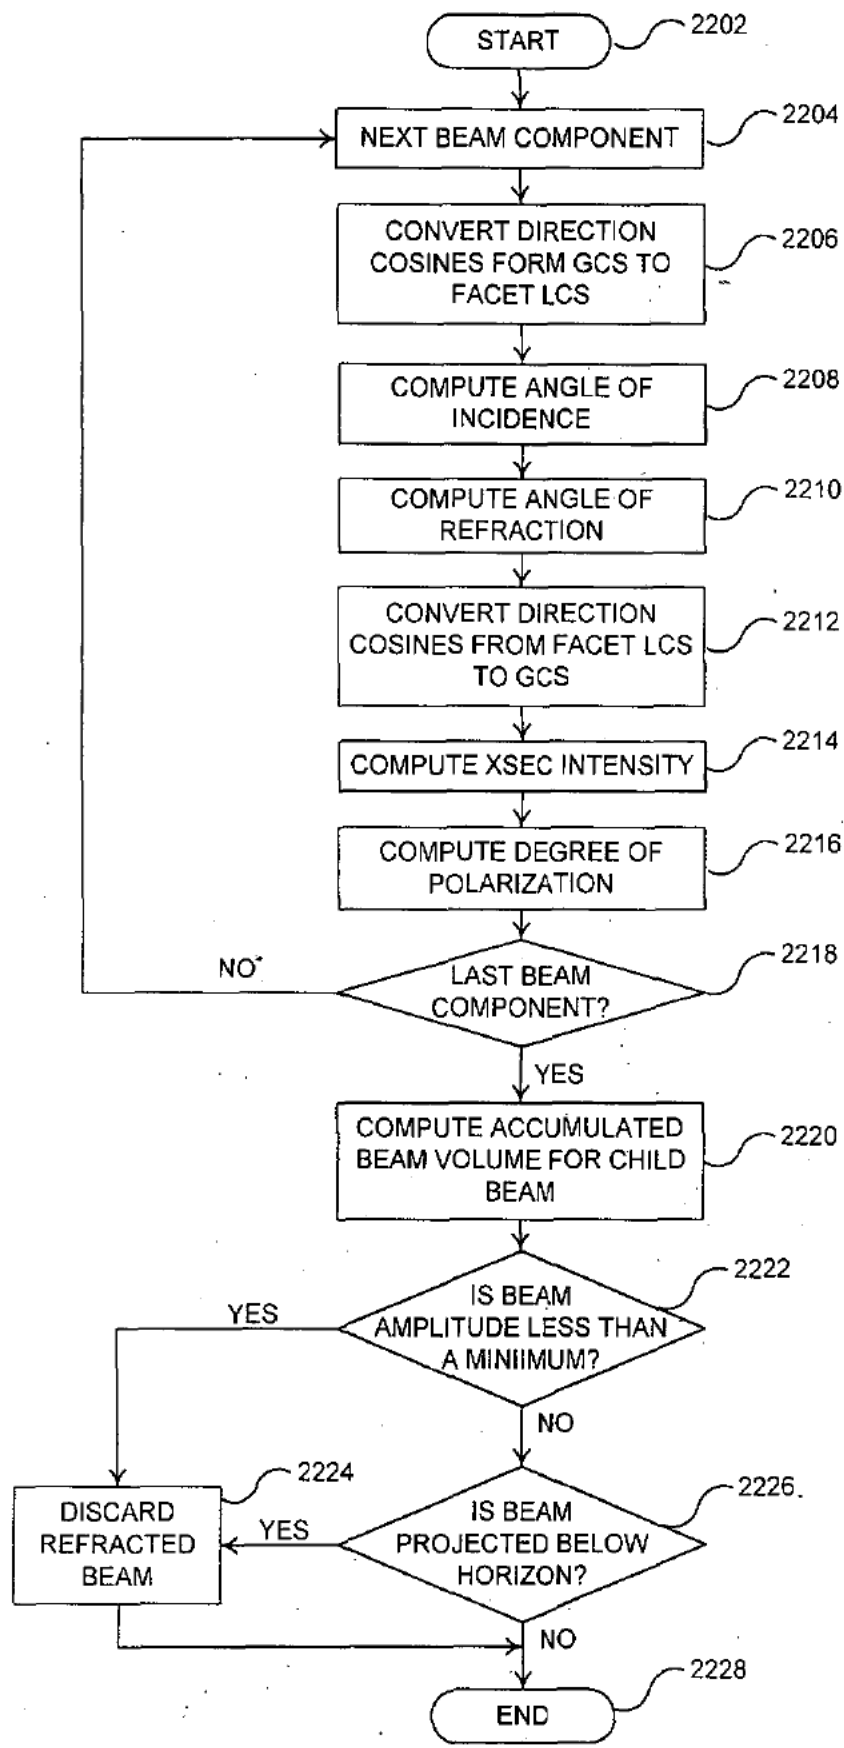 START
2202
NEXT BEAM COMPONENT
2204
CONVERT DIRECTION
COSINES FORM GCS TO
FACET LCS
2206
COMPUTE ANGLE OF
INCIDENCE
2208
COMPUTE ANGLE OF
REFRACTION
2210
CONVERT DIRECTION
COSINES FROM FACET LCS
TO GCS
2212
COMPUTE XSEC INTENSITY
2214
COMPUTE DEGREE OF
POLARIZATION
2216
LAST BEAM
COMPONENT?
2218
NO
YES
COMPUTE ACCUMULATED
BEAM VOLUME FOR CHILD
BEAM
2220
IS BEAM
AMPLITUDE LESS THAN
A MINIIMUM?
2222
YES
NO
DISCARD
REFRACTED
BEAM
2224
YES
IS BEAM
PROJECTED BELOW
HORIZON?
2226
NO
END
2228